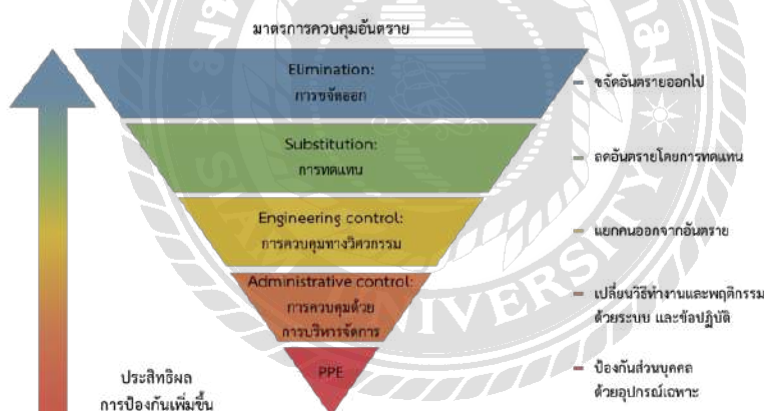 มาตรการควบคุมอันตราย
Elimination:
การขจัดออก
ขจัดอันตรายออกไป
Substitution:
การทดแทน
ลดอันตรายโดยการทดแทน
Engineering control:
การควบคุมทางวิศวกรรม
แยกคนออกจากอันตราย
Administrative control:
การควบคุมด้วย
การบริหารจัดการ
เปลี่ยนวิธีทำงานและพฤติกรรม
ด้วยระบบ และข้อปฏิบัติ
PPE
ป้องกันส่วนบุคคล
ด้วยอุปกรณ์เฉพาะ
ประสิทธิผล
การป้องกันเพิ่มขึ้น
UNIVERSITY